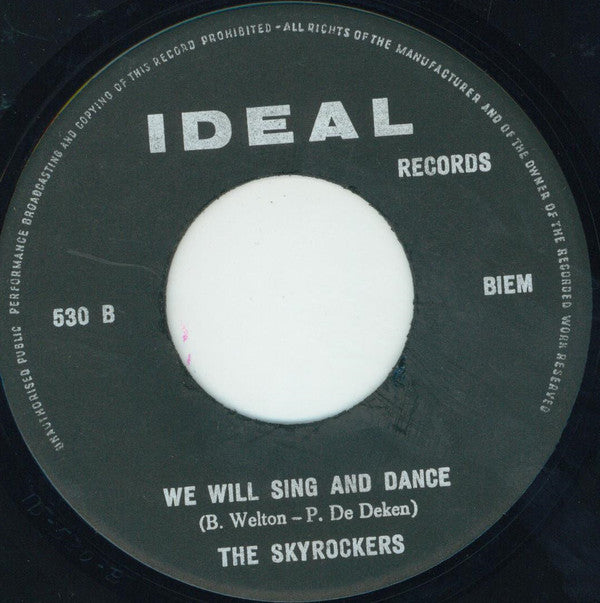 UNAUTHORISED PUBLIC PERFORMANCE BROADCASTING AND COPYING OF THIS RECORD PROHIBITED - ALL RIGHTS OF THE MANUFACTURER AND OF THE OWNER OF THE RECORDED WORK RESERVED
IDEAL
RECORDS
530 B
BIEM
WE WILL SING AND DANCE
(B. Welton - P. De Deken)
THE SKYROCKERS